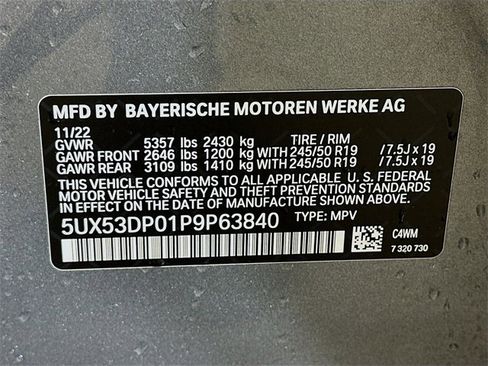 MFD BY BAYERISCHE MOTOREN WERKE AG
11/22 TIRE / RIM
GVWR 5357 lbs 2430 kg
GAWR FRONT 2646 lbs 1200 kg WITH 245/50 R19 /7.5J x 19
GAWR REAR 3109 lbs 1410 kg WITH 245/50 R19 /7.5J x 19
THIS VEHICLE CONFORMS TO ALL APPLICABLE U. S. FEDERAL
MOTOR VEHICLE SAFETY AND THEFT PREVENTION STANDARDS
IN EFFECT ON THE DATE OF MANUFACTURE SHOWN ABOVE.
5UX53DP01P9P63840 TYPE: MPV
C4WM
7 320 730